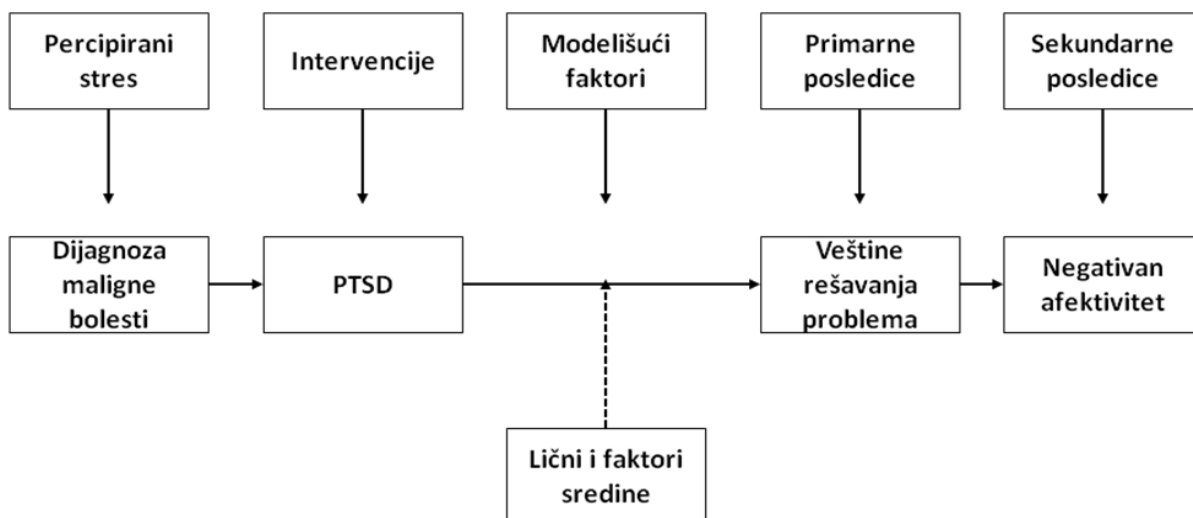 Percipirani
stres
Intervencije
Modelišući
faktori
Primarne
posledice
Sekundarne
posledice
Dijagnoza
maligne
bolesti
PTSD
Veštine
rešavanja
problema
Negativan
afektivitet
Lični i faktori
sredine